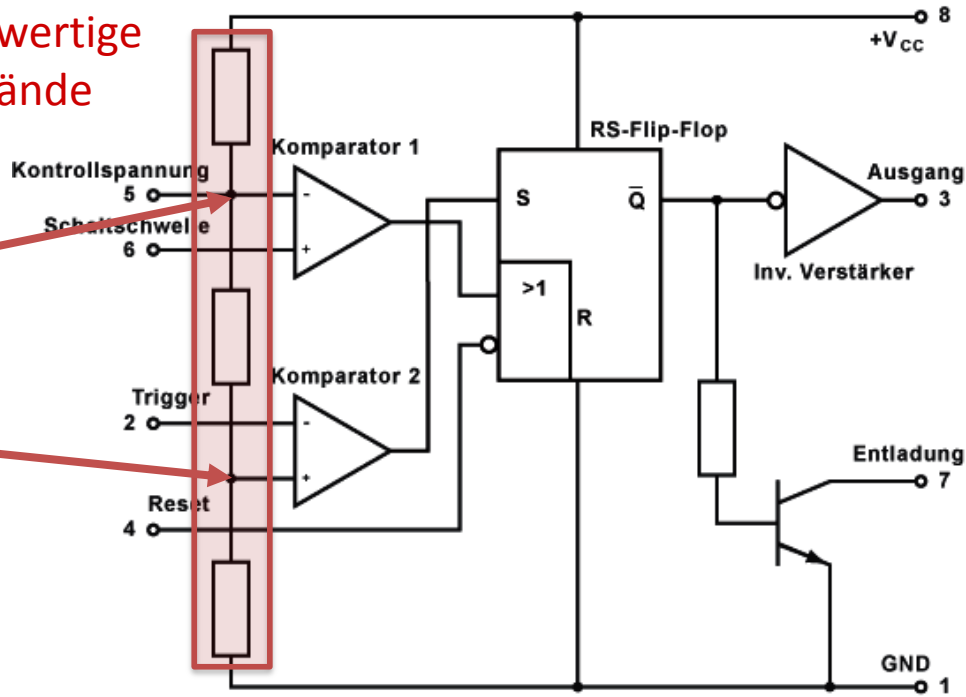 wertige
ände
8
+VCC
RS-Flip-Flop
Komparator 1
Kontrollspannung
5
-
Schaltschwelle
6
+
S
Q̅
Ausgang
3
Inv. Verstärker
>1
R
Komparator 2
Trigger
2
-
+
Entladung
7
Reset
4
GND
1